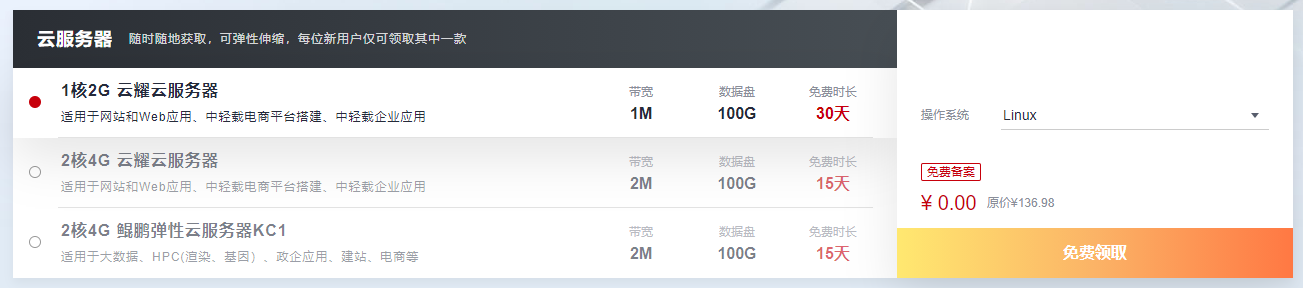 云服务器 随时随地获取，可弹性伸缩，每位新用户仅可领取其中一款
1核2G 云耀云服务器
适用于网站和Web应用、中轻载电商平台搭建、中轻载企业应用
带宽 数据盘 免费时长
1M 100G 30天
2核4G 云耀云服务器
适用于网站和Web应用、中轻载电商平台搭建、中轻载企业应用
带宽 数据盘 免费时长
2M 100G 15天
2核4G 鲲鹏弹性云服务器KC1
适用于大数据、HPC(渲染、基因）、政企应用、建站、电商等
带宽 数据盘 免费时长
2M 100G 15天
操作系统 Linux
免费备案
¥ 0.00 原价¥136.98
免费领取